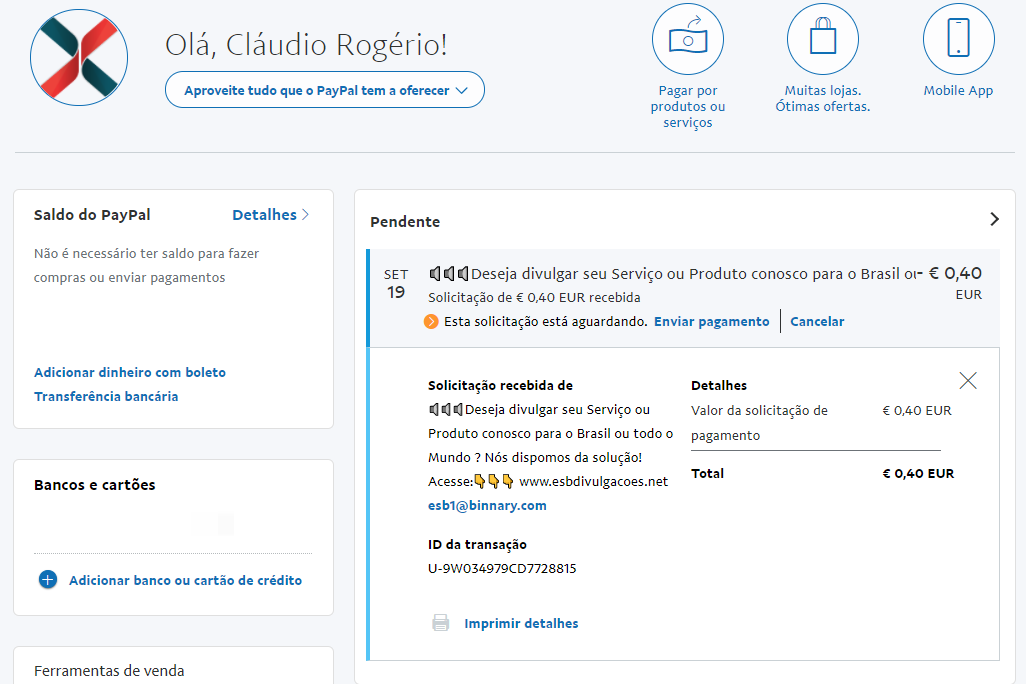 Olá, Cláudio Rogério!
Aproveite tudo que o PayPal tem a oferecer
Pagar por
produtos ou
serviços
Muitas lojas.
Ótimas ofertas.
Mobile App
Saldo do PayPal
Detalhes
Não é necessário ter saldo para fazer
compras ou enviar pagamentos
Adicionar dinheiro com boleto
Transferência bancária
Bancos e cartões
Adicionar banco ou cartão de crédito
Ferramentas de venda
Pendente
SET
19
🔈🔈🔈Deseja divulgar seu Serviço ou Produto conosco para o Brasil ou
- € 0,40
EUR
Solicitação de € 0,40 EUR recebida
Esta solicitação está aguardando. Enviar pagamento | Cancelar
Solicitação recebida de
🔈🔈🔈Deseja divulgar seu Serviço ou
Produto conosco para o Brasil ou todo o
Mundo ? Nós dispomos da solução!
Acesse:👇👇👇 www.esbdivulgacoes.net
esb1@binnary.com
ID da transação
U-9W034979CD7728815
Imprimir detalhes
Detalhes
Valor da solicitação de
pagamento
€ 0,40 EUR
Total
€ 0,40 EUR